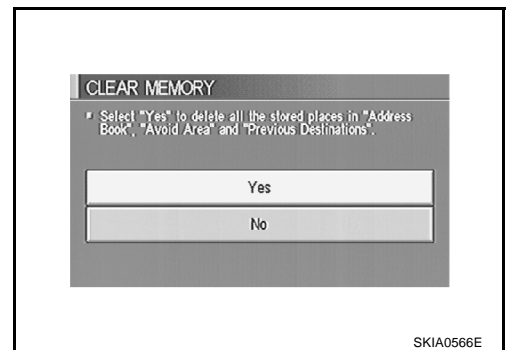 CLEAR MEMORY
▪ Select "Yes" to delete all the stored places in "Address
Book", "Avoid Area" and "Previous Destinations".
Yes
No
SKIA0566E